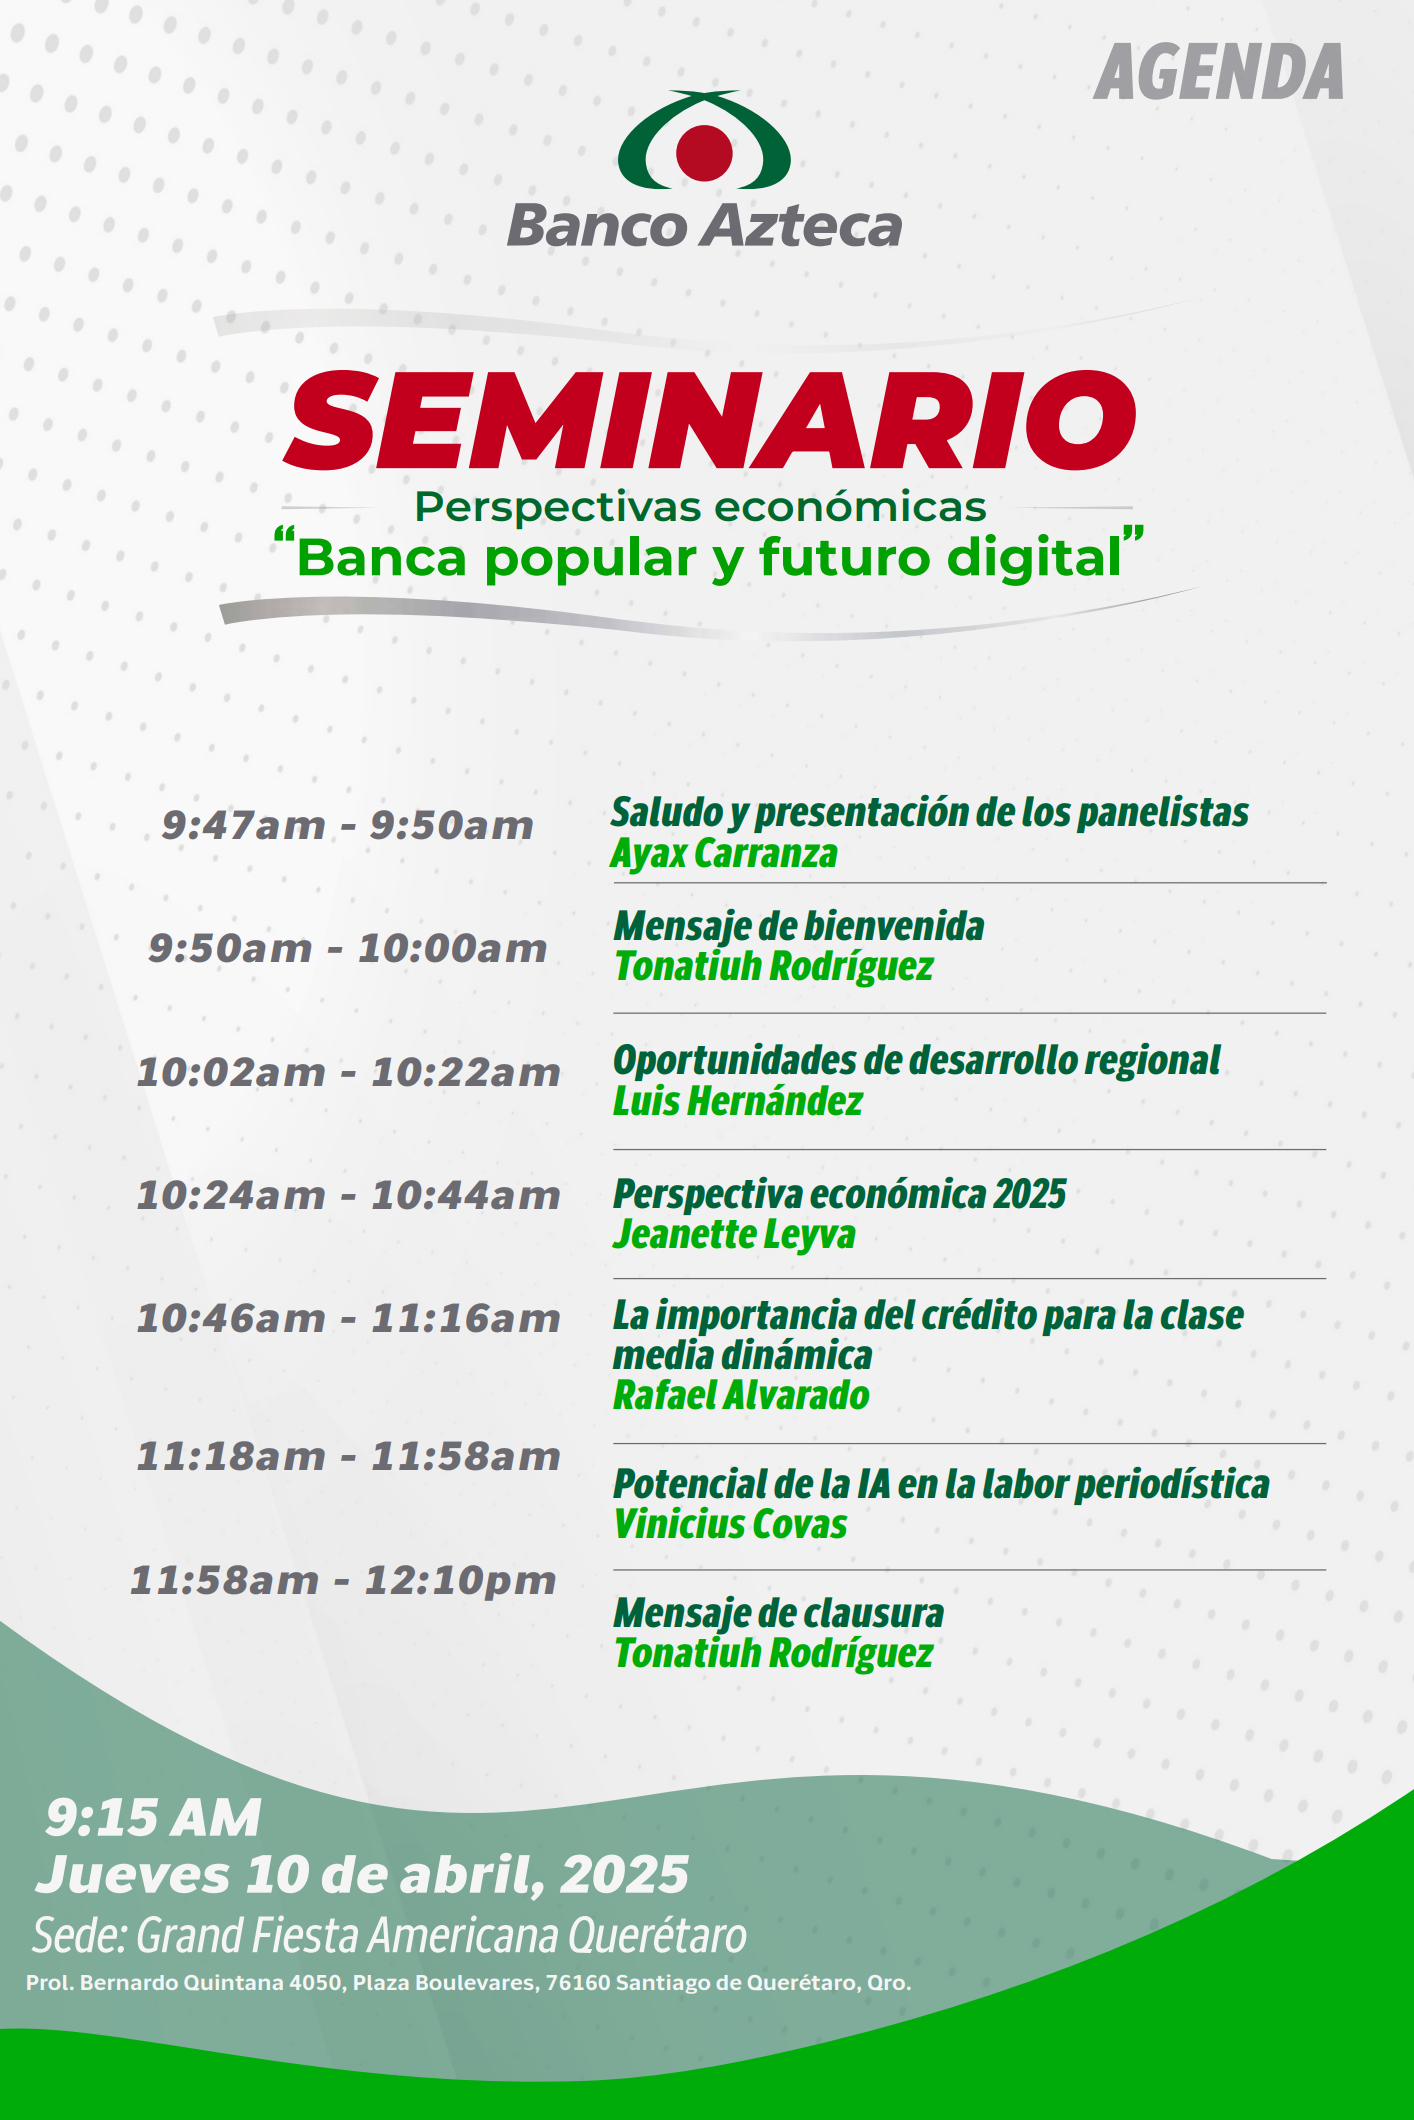 AGENDA
Banco Azteca
SEMINARIO
Perspectivas económicas
“Banca popular y futuro digital”
9:47am - 9:50am
Saludo y presentación de los panelistas
Ayax Carranza
9:50am - 10:00am
Mensaje de bienvenida
Tonatiuh Rodríguez
10:02am - 10:22am
Oportunidades de desarrollo regional
Luis Hernández
10:24am - 10:44am
Perspectiva económica 2025
Jeanette Leyva
10:46am - 11:16am
La importancia del crédito para la clase
media dinámica
Rafael Alvarado
11:18am - 11:58am
Potencial de la IA en la labor periodística
Vinicius Covas
11:58am - 12:10pm
Mensaje de clausura
Tonatiuh Rodríguez
9:15 AM
Jueves 10 de abril, 2025
Sede: Grand Fiesta Americana Querétaro
Prol. Bernardo Quintana 4050, Plaza Boulevares, 76160 Santiago de Querétaro, Qro.